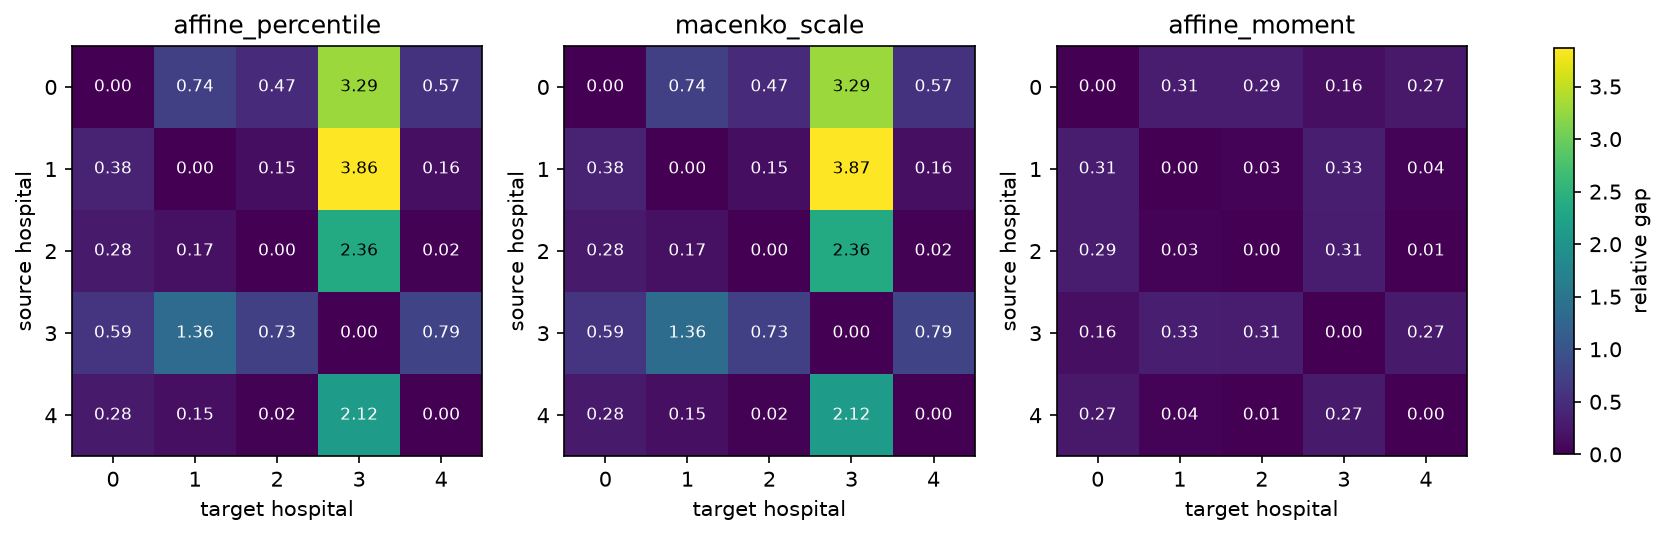 affine_percentile
source hospital
0 0.00 0.74 0.47 3.29 0.57
1 0.38 0.00 0.15 3.86 0.16
2 0.28 0.17 0.00 2.36 0.02
3 0.59 1.36 0.73 0.00 0.79
4 0.28 0.15 0.02 2.12 0.00
0 1 2 3 4
target hospital
macenko_scale
source hospital
0 0.00 0.74 0.47 3.29 0.57
1 0.38 0.00 0.15 3.87 0.16
2 0.28 0.17 0.00 2.36 0.02
3 0.59 1.36 0.73 0.00 0.79
4 0.28 0.15 0.02 2.12 0.00
0 1 2 3 4
target hospital
affine_moment
source hospital
0 0.00 0.31 0.29 0.16 0.27
1 0.31 0.00 0.03 0.33 0.04
2 0.29 0.03 0.00 0.31 0.01
3 0.16 0.33 0.31 0.00 0.27
4 0.27 0.04 0.01 0.27 0.00
0 1 2 3 4
target hospital
3.5
3.0
2.5
2.0
1.5
1.0
0.5
0.0
relative gap